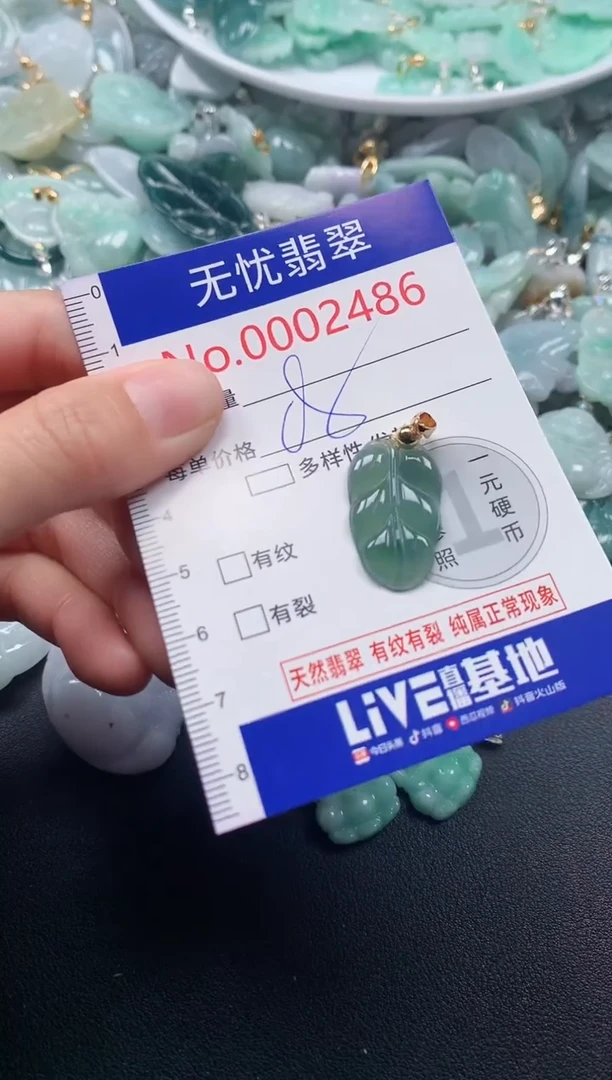 无忧翡翠
No.0002486
量
每单价格
多样性发
一元硬币
参照
1
有纹
有裂
天然翡翠 有纹有裂 纯属正常现象
LiVE直播基地
今日头条 抖音 西瓜视频 抖音火山版
0
1
4
5
6
7
8